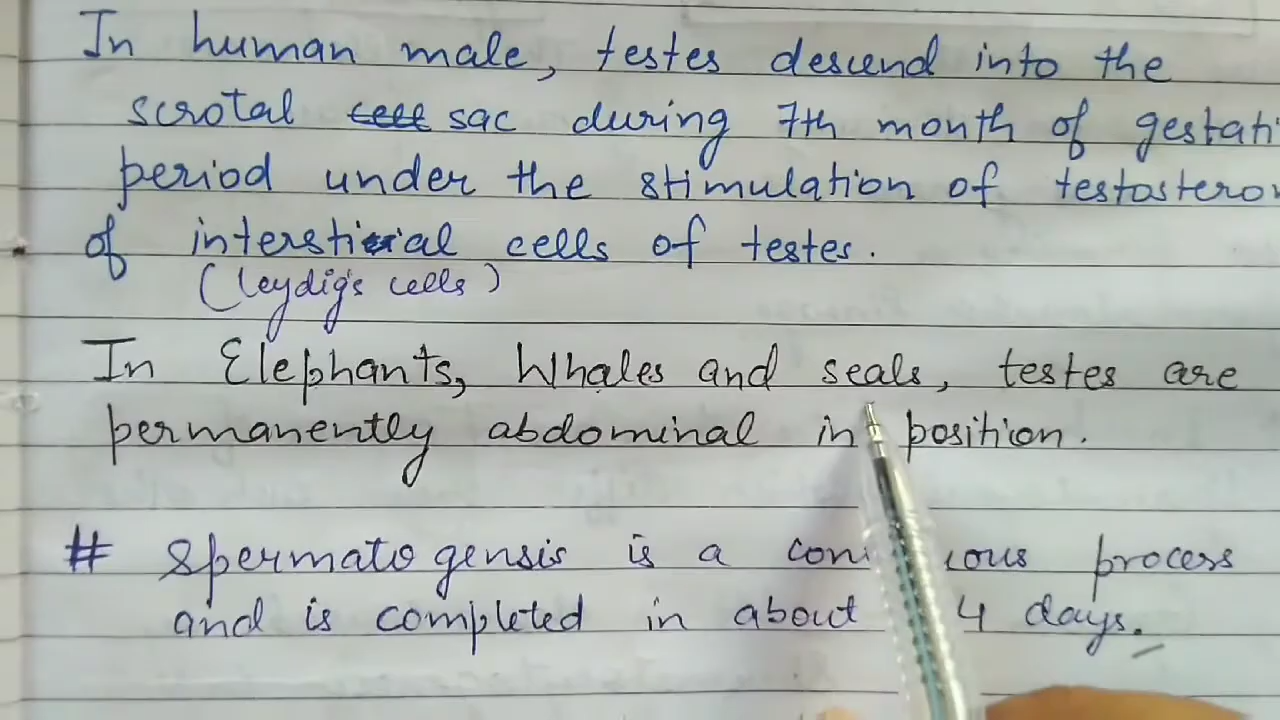 In human male, testes descend into the
scrotal cell sac during 7th month of gestati
period under the stimulation of testostero
of interstitial cells of testes.
(leydig's cells)
In Elephants, Whales and seals, testes are
permanently abdominal in position.
# Spermatogensis is a process
and is completed in about 4 days.